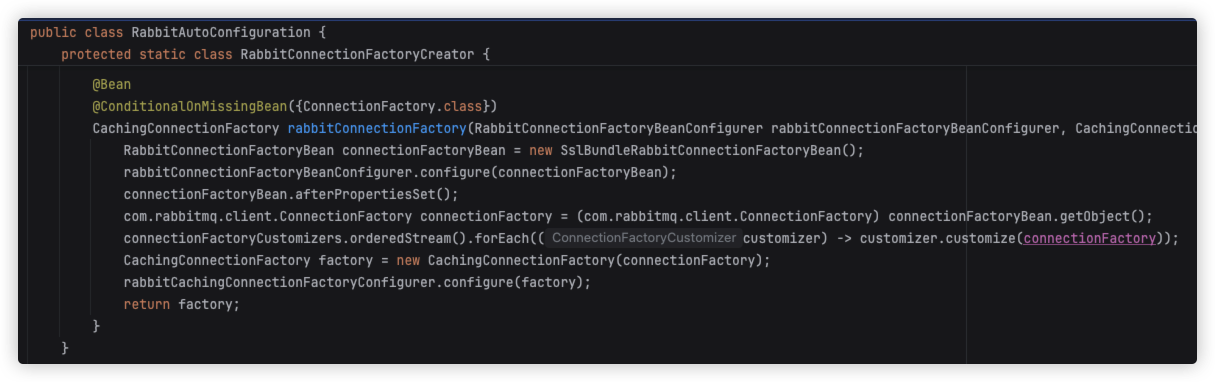 public class RabbitAutoConfiguration {
protected static class RabbitConnectionFactoryCreator {
@Bean
@ConditionalOnMissingBean({ConnectionFactory.class})
CachingConnectionFactory rabbitConnectionFactory(RabbitConnectionFactoryBeanConfigurer rabbitConnectionFactoryBeanConfigurer, CachingConnectio
RabbitConnectionFactoryBean connectionFactoryBean = new SslBundleRabbitConnectionFactoryBean();
rabbitConnectionFactoryBeanConfigurer.configure(connectionFactoryBean);
connectionFactoryBean.afterPropertiesSet();
com.rabbitmq.client.ConnectionFactory connectionFactory = (com.rabbitmq.client.ConnectionFactory) connectionFactoryBean.getObject();
connectionFactoryCustomizers.orderedStream().forEach(( ConnectionFactoryCustomizer customizer) -> customizer.customize(connectionFactory));
CachingConnectionFactory factory = new CachingConnectionFactory(connectionFactory);
rabbitCachingConnectionFactoryConfigurer.configure(factory);
return factory;
}
}